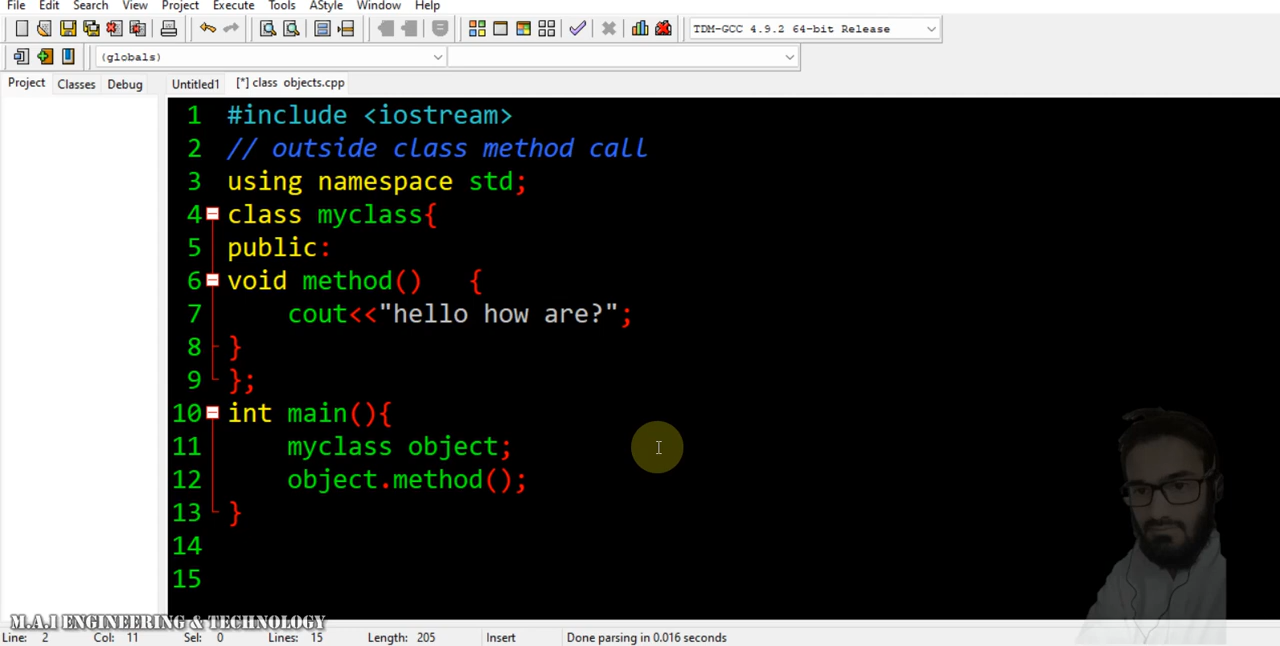 File Edit Search View Project Execute Tools AStyle Window Help
TDM-GCC 4.9.2 64-bit Release
(globals)
Project Classes Debug Untitled1 [*] class objects.cpp
1 #include <iostream>
2 // outside class method call
3 using namespace std;
4 class myclass{
5 public:
6 void method() {
7 cout<<"hello how are?";
8 }
9 };
10 int main(){
11 myclass object;
12 object.method();
13 }
14
15
M.A.I ENGINEERING & TECHNOLOGY
Line: 2 Col: 11 Sel: 0 Lines: 15 Length: 205 Insert Done parsing in 0.016 seconds